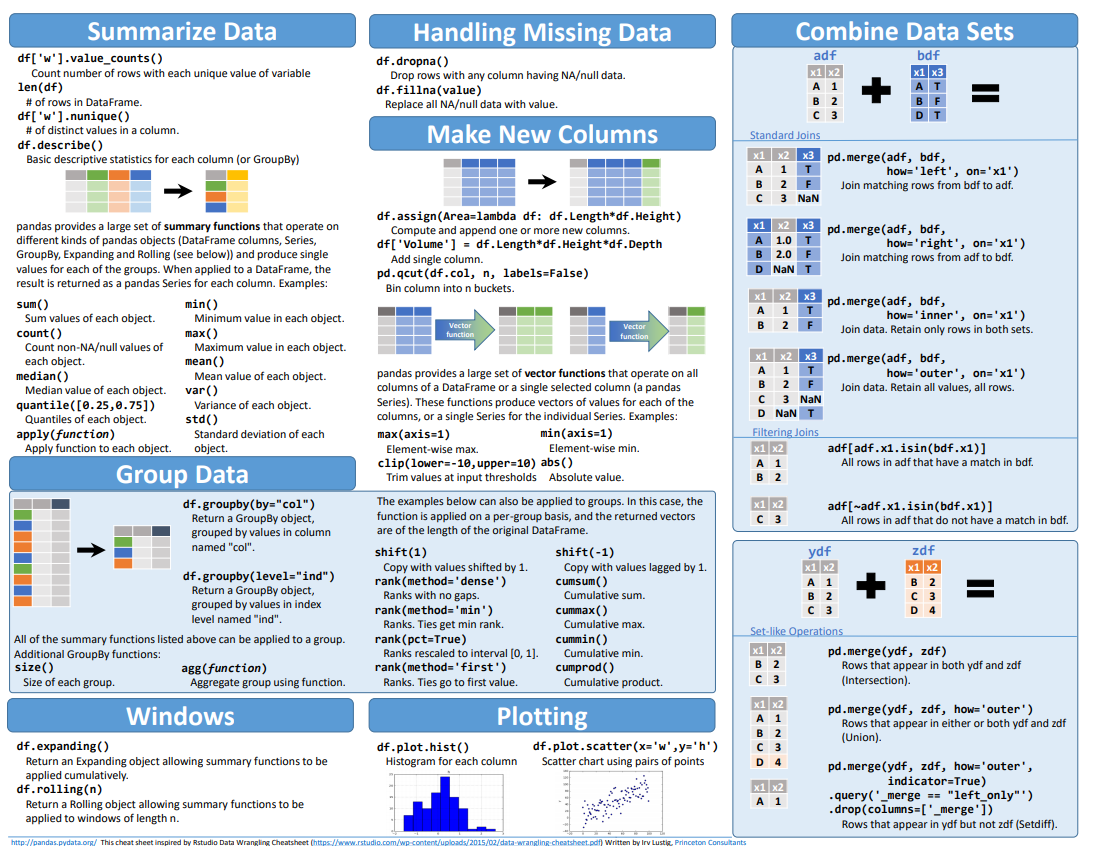 Summarize Data
df['w'].value_counts()
Count number of rows with each unique value of variable
len(df)
# of rows in DataFrame.
df['w'].nunique()
# of distinct values in a column.
df.describe()
Basic descriptive statistics for each column (or GroupBy)
pandas provides a large set of summary functions that operate on
different kinds of pandas objects (DataFrame columns, Series,
GroupBy, Expanding and Rolling (see below)) and produce single
values for each of the groups. When applied to a DataFrame, the
result is returned as a pandas Series for each column. Examples:
sum()
Sum values of each object.
count()
Count non-NA/null values of
each object.
median()
Median value of each object.
quantile([0.25,0.75])
Quantiles of each object.
apply(function)
Apply function to each object.
min()
Minimum value in each object.
max()
Maximum value in each object.
mean()
Mean value of each object.
var()
Variance of each object.
std()
Standard deviation of each
object.
Group Data
df.groupby(by="col")
Return a GroupBy object,
grouped by values in column
named "col".
df.groupby(level="ind")
Return a GroupBy object,
grouped by values in index
level named "ind".
All of the summary functions listed above can be applied to a group.
Additional GroupBy functions:
size()
Size of each group.
agg(function)
Aggregate group using function.
Windows
df.expanding()
Return an Expanding object allowing summary functions to be
applied cumulatively.
df.rolling(n)
Return a Rolling object allowing summary functions to be
applied to windows of length n.
Handling Missing Data
df.dropna()
Drop rows with any column having NA/null data.
df.fillna(value)
Replace all NA/null data with value.
Make New Columns
df.assign(Area=lambda df: df.Length*df.Height)
Compute and append one or more new columns.
df['Volume'] = df.Length*df.Height*df.Depth
Add single column.
pd.qcut(df.col, n, labels=False)
Bin column into n buckets.
Vector
function
Vector
function
pandas provides a large set of vector functions that operate on all
columns of a DataFrame or a single selected column (a pandas
Series). These functions produce vectors of values for each of the
columns, or a single Series for the individual Series. Examples:
max(axis=1)
Element-wise max.
clip(lower=-10,upper=10)
Trim values at input thresholds
min(axis=1)
Element-wise min.
abs()
Absolute value.
The examples below can also be applied to groups. In this case, the
function is applied on a per-group basis, and the returned vectors
are of the length of the original DataFrame.
shift(1)
Copy with values shifted by 1.
rank(method='dense')
Ranks with no gaps.
rank(method='min')
Ranks. Ties get min rank.
rank(pct=True)
Ranks rescaled to interval [0, 1].
rank(method='first')
Ranks. Ties go to first value.
shift(-1)
Copy with values lagged by 1.
cumsum()
Cumulative sum.
cummax()
Cumulative max.
cummin()
Cumulative min.
cumprod()
Cumulative product.
Plotting
df.plot.hist()
Histogram for each column
df.plot.scatter(x='w',y='h')
Scatter chart using pairs of points
Combine Data Sets
adf
x1 x2
A 1
B 2
C 3
bdf
x1 x3
A T
B F
D T
Standard Joins
x1 x2 x3
A 1 T
B 2 F
C 3 NaN
pd.merge(adf, bdf,
how='left', on='x1')
Join matching rows from bdf to adf.
x1 x2 x3
A 1.0 T
B 2.0 F
D NaN T
pd.merge(adf, bdf,
how='right', on='x1')
Join matching rows from adf to bdf.
x1 x2 x3
A 1 T
B 2 F
pd.merge(adf, bdf,
how='inner', on='x1')
Join data. Retain only rows in both sets.
x1 x2 x3
A 1 T
B 2 F
C 3 NaN
D NaN T
pd.merge(adf, bdf,
how='outer', on='x1')
Join data. Retain all values, all rows.
Filtering Joins
x1 x2
A 1
B 2
adf[adf.x1.isin(bdf.x1)]
All rows in adf that have a match in bdf.
x1 x2
C 3
adf[~adf.x1.isin(bdf.x1)]
All rows in adf that do not have a match in bdf.
ydf
x1 x2
A 1
B 2
C 3
zdf
x1 x2
B 2
C 3
D 4
Set-like Operations
x1 x2
B 2
C 3
pd.merge(ydf, zdf)
Rows that appear in both ydf and zdf
(Intersection).
x1 x2
A 1
B 2
C 3
D 4
pd.merge(ydf, zdf, how='outer')
Rows that appear in either or both ydf and zdf
(Union).
x1 x2
A 1
pd.merge(ydf, zdf, how='outer',
indicator=True)
.query('_merge == "left_only"')
.drop(columns=['_merge'])
Rows that appear in ydf but not zdf (Setdiff).
http://pandas.pydata.org/ This cheat sheet inspired by Rstudio Data Wrangling Cheatsheet (https://www.rstudio.com/wp-content/uploads/2015/02/data-wrangling-cheatsheet.pdf) Written by Irv Lustig, Princeton Consultants